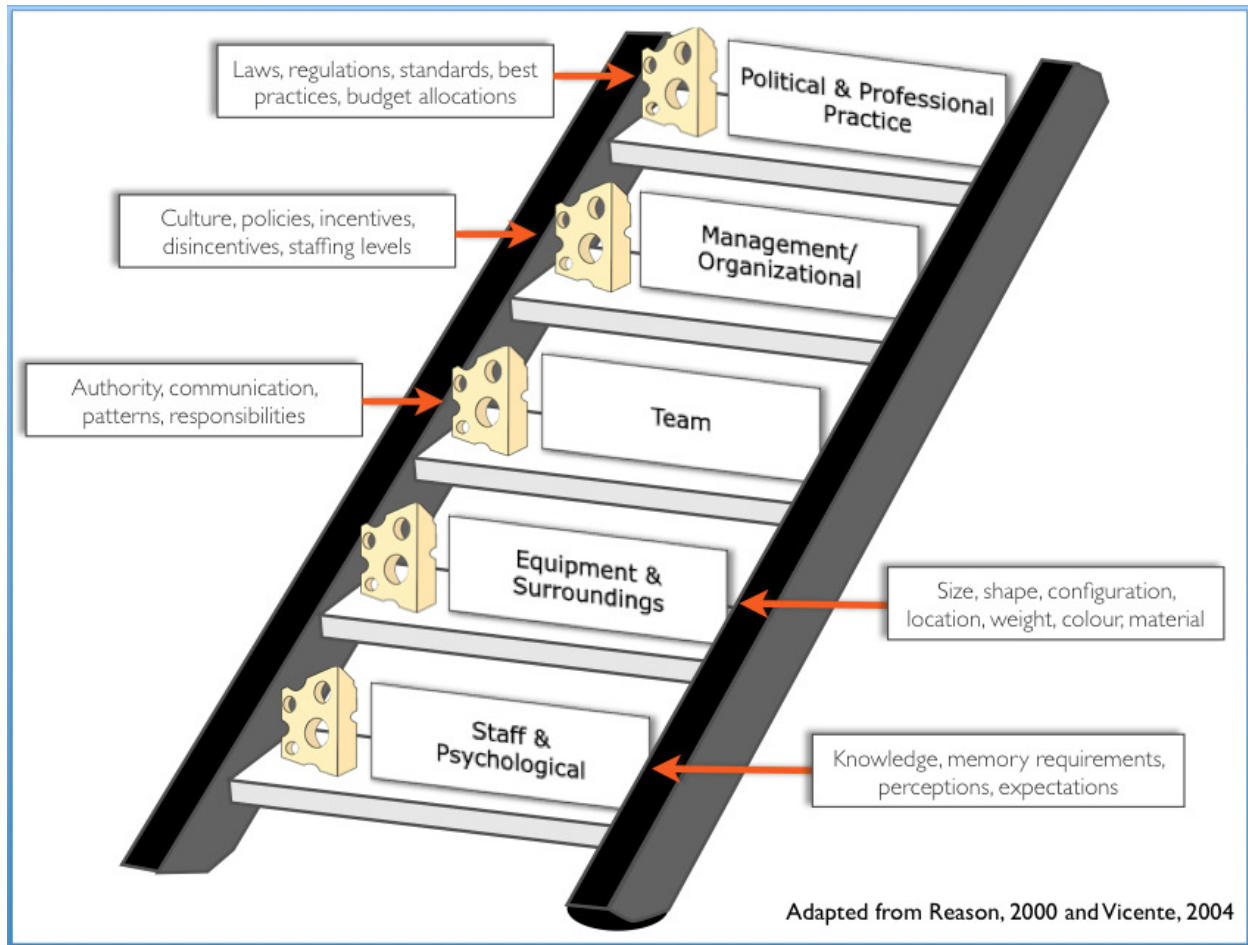 Laws, regulations, standards, best
practices, budget allocations
Political & Professional
Practice
Culture, policies, incentives,
disincentives, staffing levels
Management/
Organizational
Authority, communication,
patterns, responsibilities
Team
Equipment &
Surroundings
Size, shape, configuration,
location, weight, colour, material
Staff &
Psychological
Knowledge, memory requirements,
perceptions, expectations
Adapted from Reason, 2000 and Vicente, 2004